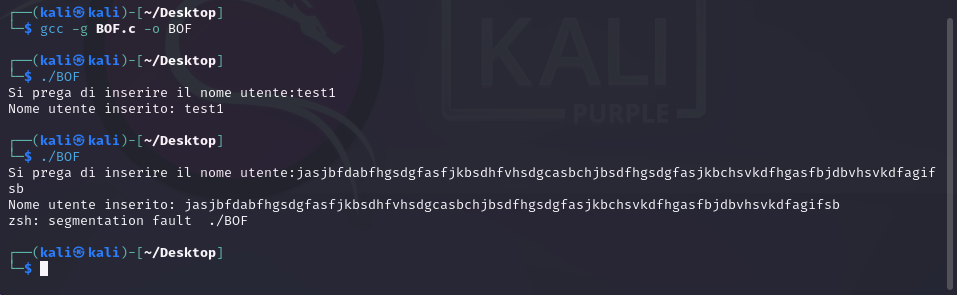 ┌──(kali㉿kali)-[~/Desktop]
└─$ gcc -g BOF.c -o BOF
┌──(kali㉿kali)-[~/Desktop]
└─$ ./BOF
Si prega di inserire il nome utente:test1
Nome utente inserito: test1
┌──(kali㉿kali)-[~/Desktop]
└─$ ./BOF
Si prega di inserire il nome utente:jasjbfdabfhgsdgfasfjkbsdhfvhsdgcasbchjbsdfhgsdgfasjkbchsvkdfhgasfbjdbvhsvkdfagif
sb
Nome utente inserito: jasjbfdabfhgsdgfasfjkbsdhfvhsdgcasbchjbsdfhgsdgfasjkbchsvkdfhgasfbjdbvhsvkdfagifsb
zsh: segmentation fault  ./BOF
┌──(kali㉿kali)-[~/Desktop]
└─$
KALI
PURPLE